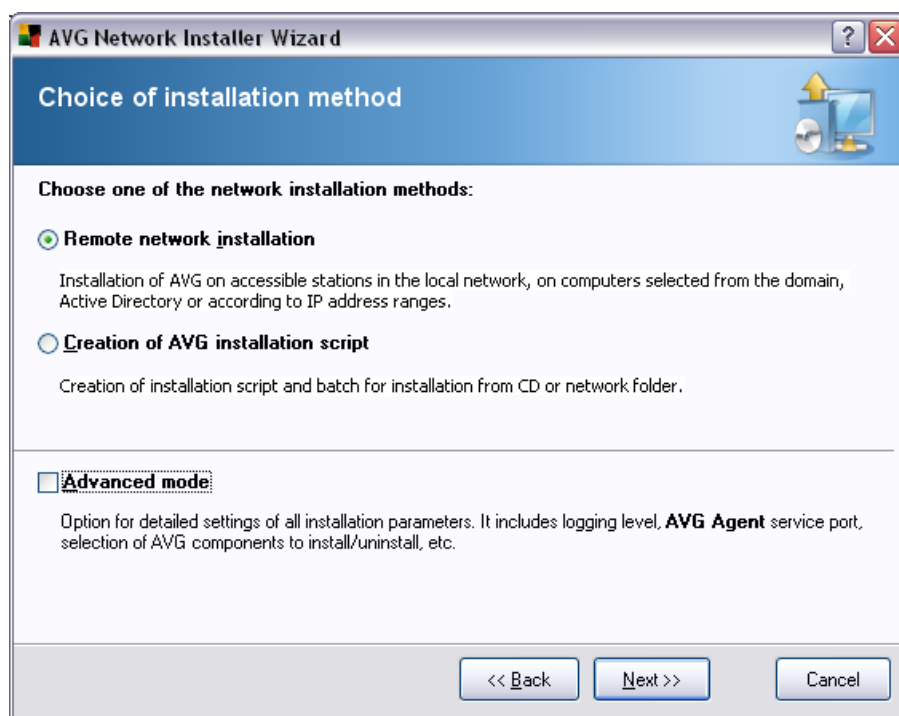 AVG Network Installer Wizard
?
Choice of installation method
Choose one of the network installation methods:
Remote network installation
Installation of AVG on accessible stations in the local network, on computers selected from the domain,
Active Directory or according to IP address ranges.
Creation of AVG installation script
Creation of installation script and batch for installation from CD or network folder.
Advanced mode
Option for detailed settings of all installation parameters. It includes logging level, AVG Agent service port,
selection of AVG components to install/uninstall, etc.
<< Back
Next >>
Cancel